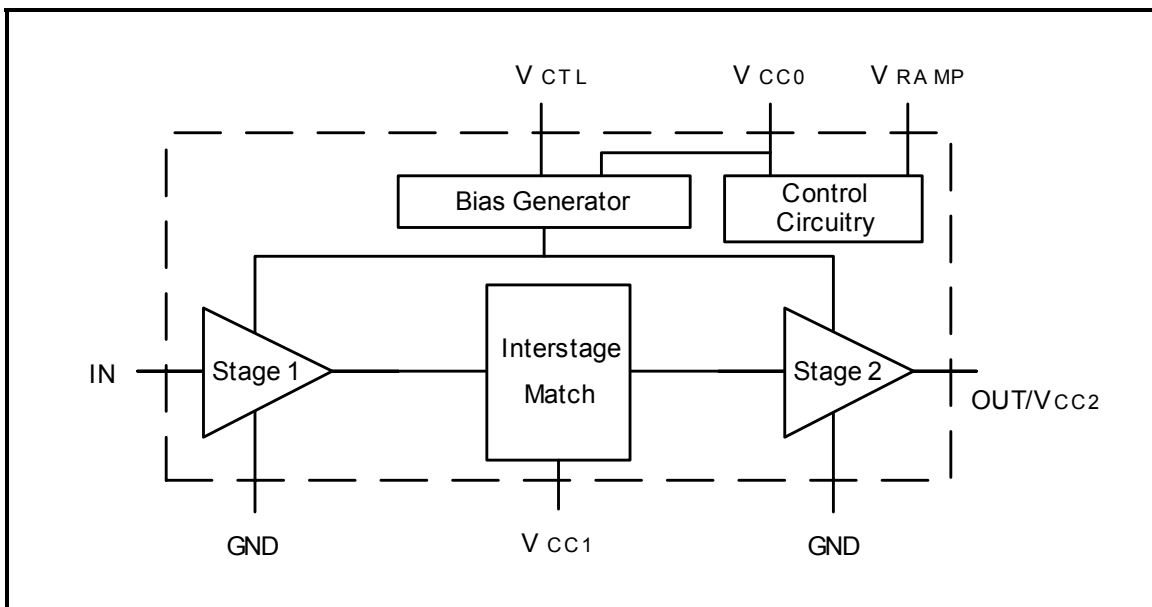 VCTL
VCC0
VRAMP
Bias Generator
Control
Circuitry
IN
Stage 1
Interstage
Match
Stage 2
OUT/VCC2
GND
VCC1
GND